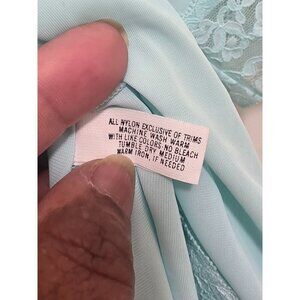 ALL NYLON EXCLUSIVE OF TRIMS
MACHINE WASH WARM
WITH LIKE COLORS-NO BLEACH
TUMBLE DRY MEDIUM
WARM IRON, IF NEEDED